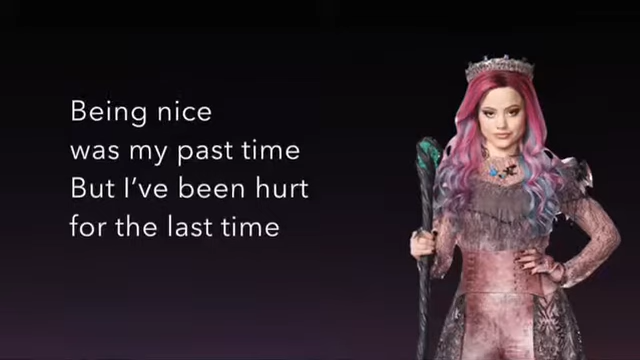 Being nice
was my past time
But I've been hurt
for the last time